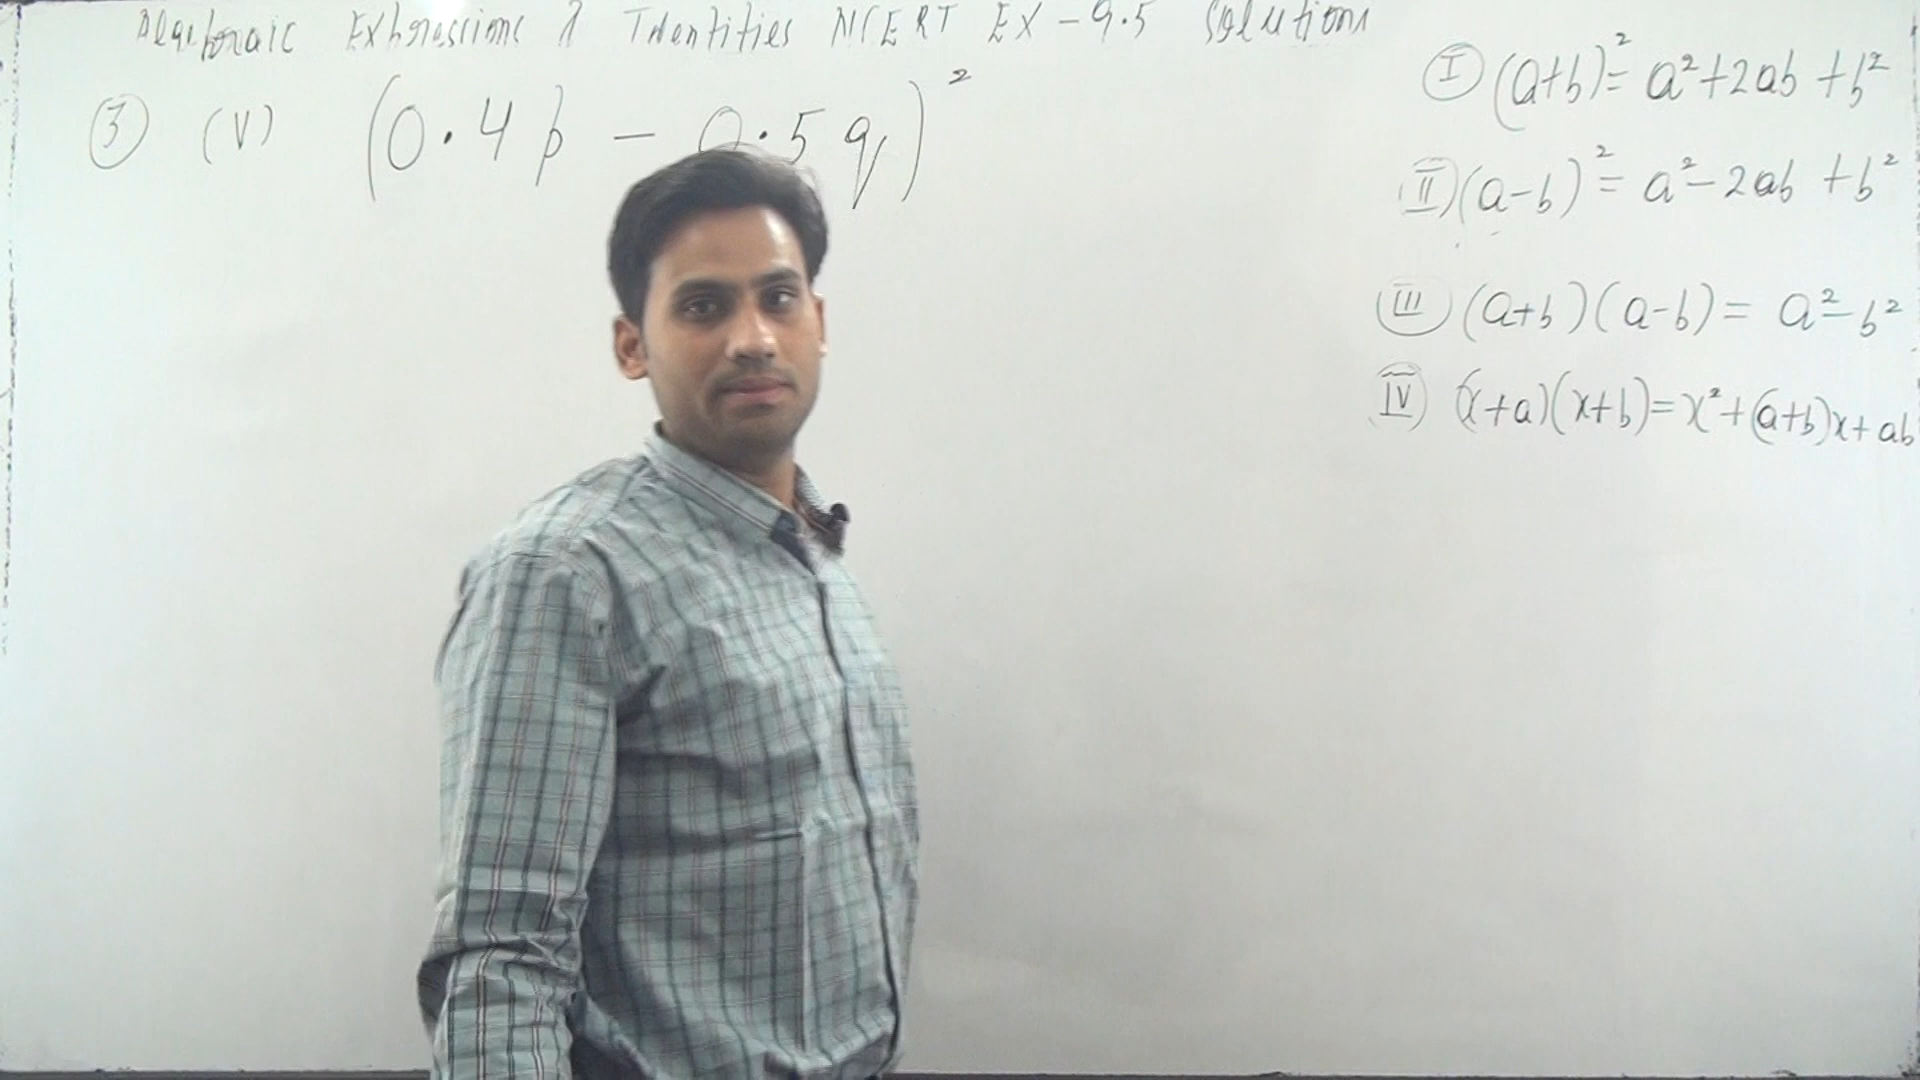 Algebraic Expressions & Identities NCERT EX-9.5 Solutions
③ (V) (0.4p - 0.5q)²
Ⅰ (a+b)² = a²+2ab+b²
Ⅱ) (a-b)² = a²-2ab+b²
Ⅲ (a+b)(a-b) = a²-b²
Ⅳ (x+a)(x+b)=x²+(a+b)x+ab